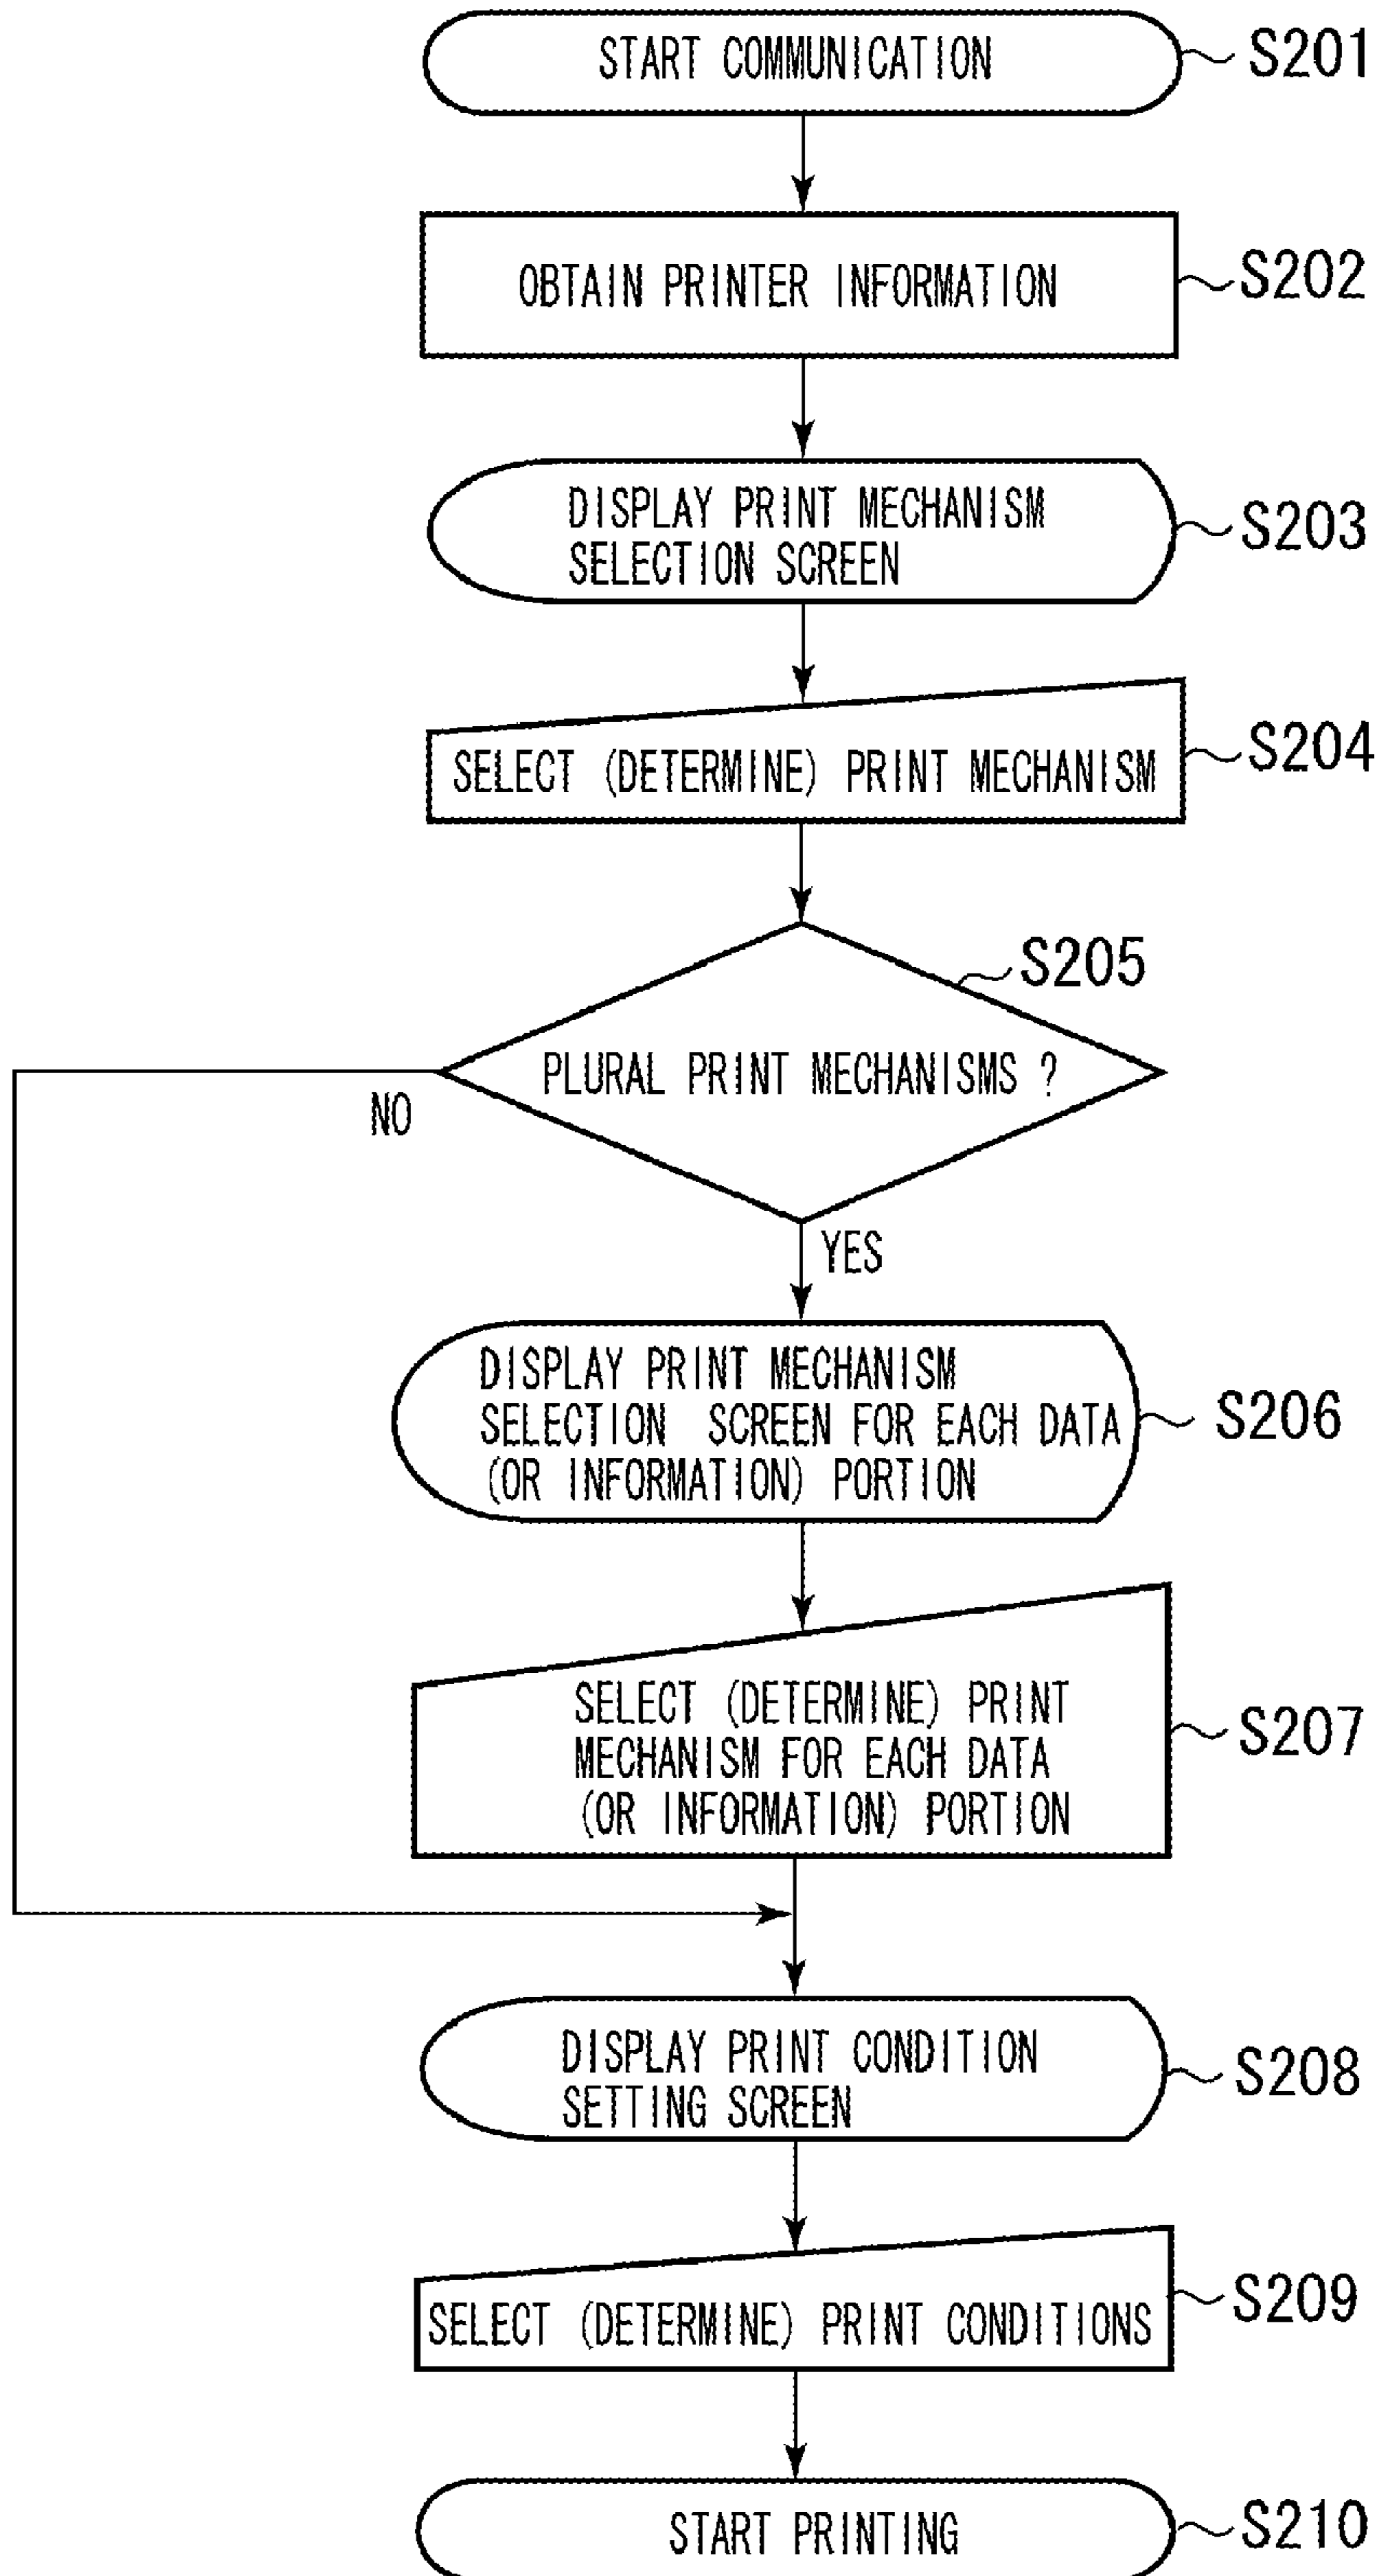 START COMMUNICATION
S201
OBTAIN PRINTER INFORMATION
S202
DISPLAY PRINT MECHANISM
SELECTION SCREEN
S203
SELECT (DETERMINE) PRINT MECHANISM
S204
S205
PLURAL PRINT MECHANISMS ?
NO
YES
DISPLAY PRINT MECHANISM
SELECTION SCREEN FOR EACH DATA
(OR INFORMATION) PORTION
S206
SELECT (DETERMINE) PRINT
MECHANISM FOR EACH DATA
(OR INFORMATION) PORTION
S207
DISPLAY PRINT CONDITION
SETTING SCREEN
S208
SELECT (DETERMINE) PRINT CONDITIONS
S209
START PRINTING
S210